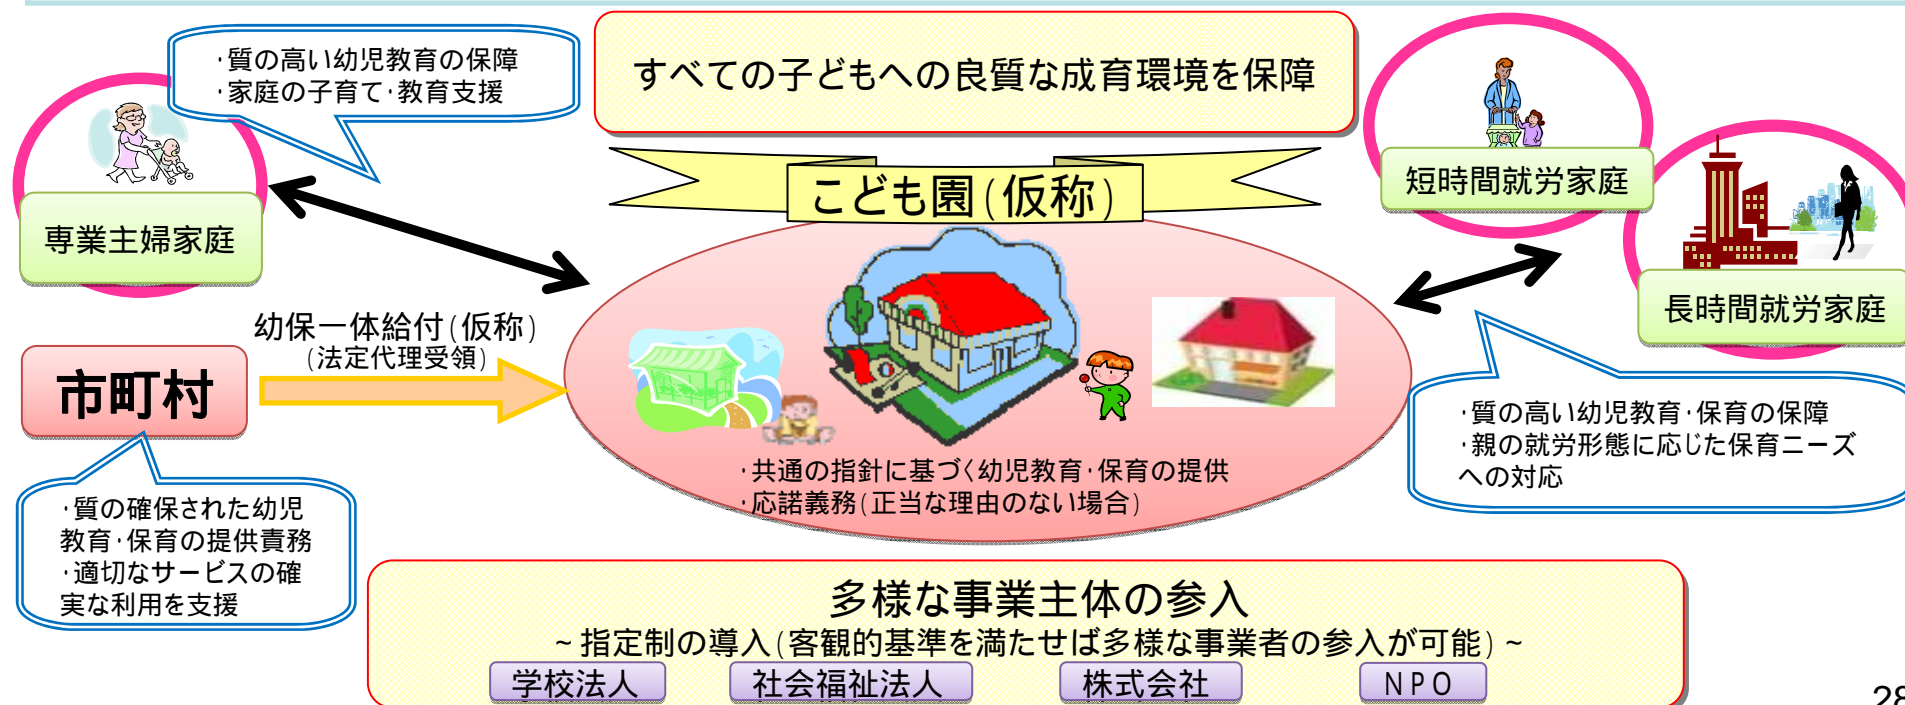 すべての子どもへの良質な成育環境を保障
･質の高い幼児教育の保障
･家庭の子育て･教育支援
専業主婦家庭
こども園(仮称)
短時間就労家庭
長時間就労家庭
幼保一体給付(仮称)
(法定代理受領)
市町村
･質の高い幼児教育･保育の保障
･親の就労形態に応じた保育ニーズ
への対応
･共通の指針に基づく幼児教育･保育の提供
･応諾義務(正当な理由のない場合)
･質の確保された幼児
教育･保育の提供責務
･適切なサービスの確
実な利用を支援
多様な事業主体の参入
~指定制の導入(客観的基準を満たせば多様な事業者の参入が可能)~
学校法人
社会福祉法人
株式会社
NPO
28